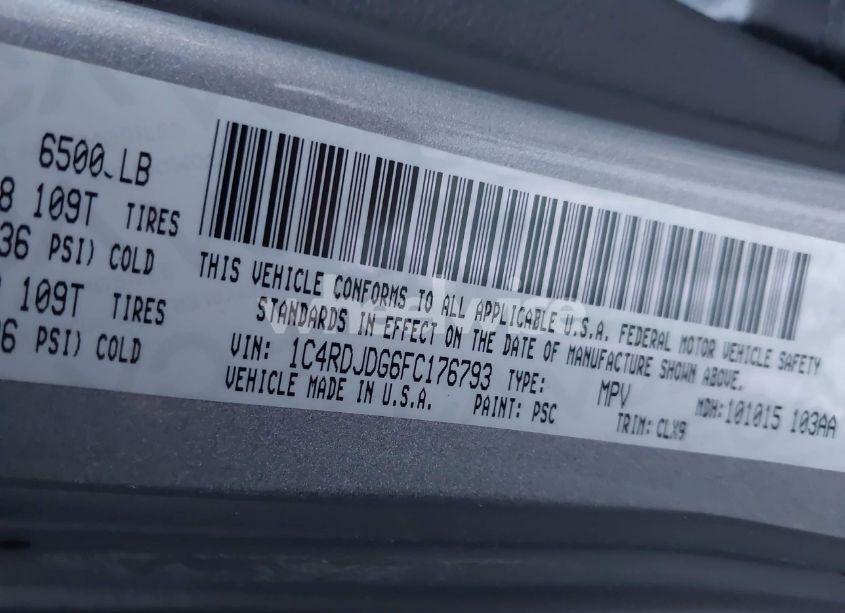 6500 LB
8 109T TIRES
36 PSI) COLD
109T TIRES
6 PSI) COLD
THIS VEHICLE CONFORMS TO ALL APPLICABLE U.S.A. FEDERAL MOTOR VEHICLE SAFETY
STANDARDS IN EFFECT ON THE DATE OF MANUFACTURE SHOWN ABOVE.
VIN: 1C4RDJDG6FC176793 TYPE: MPV MDH:101015 103AA
VEHICLE MADE IN U.S.A. PAINT: PSC TRIM: CLX9